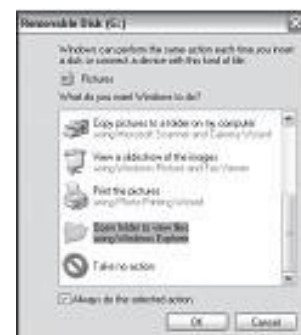 Removable Disk (G:)
Windows can perform the same action each time you insert
a disk or connect a device with this kind of file:
Pictures
What do you want Windows to do?
Copy pictures to a folder on my computer
using Microsoft Scanner and Camera Wizard
View a slideshow of the images
using Windows Picture and Fax Viewer
Print the pictures
using Photo Printing Wizard
Open folder to view files
using Windows Explorer
Take no action
Always do the selected action.
OK
Cancel